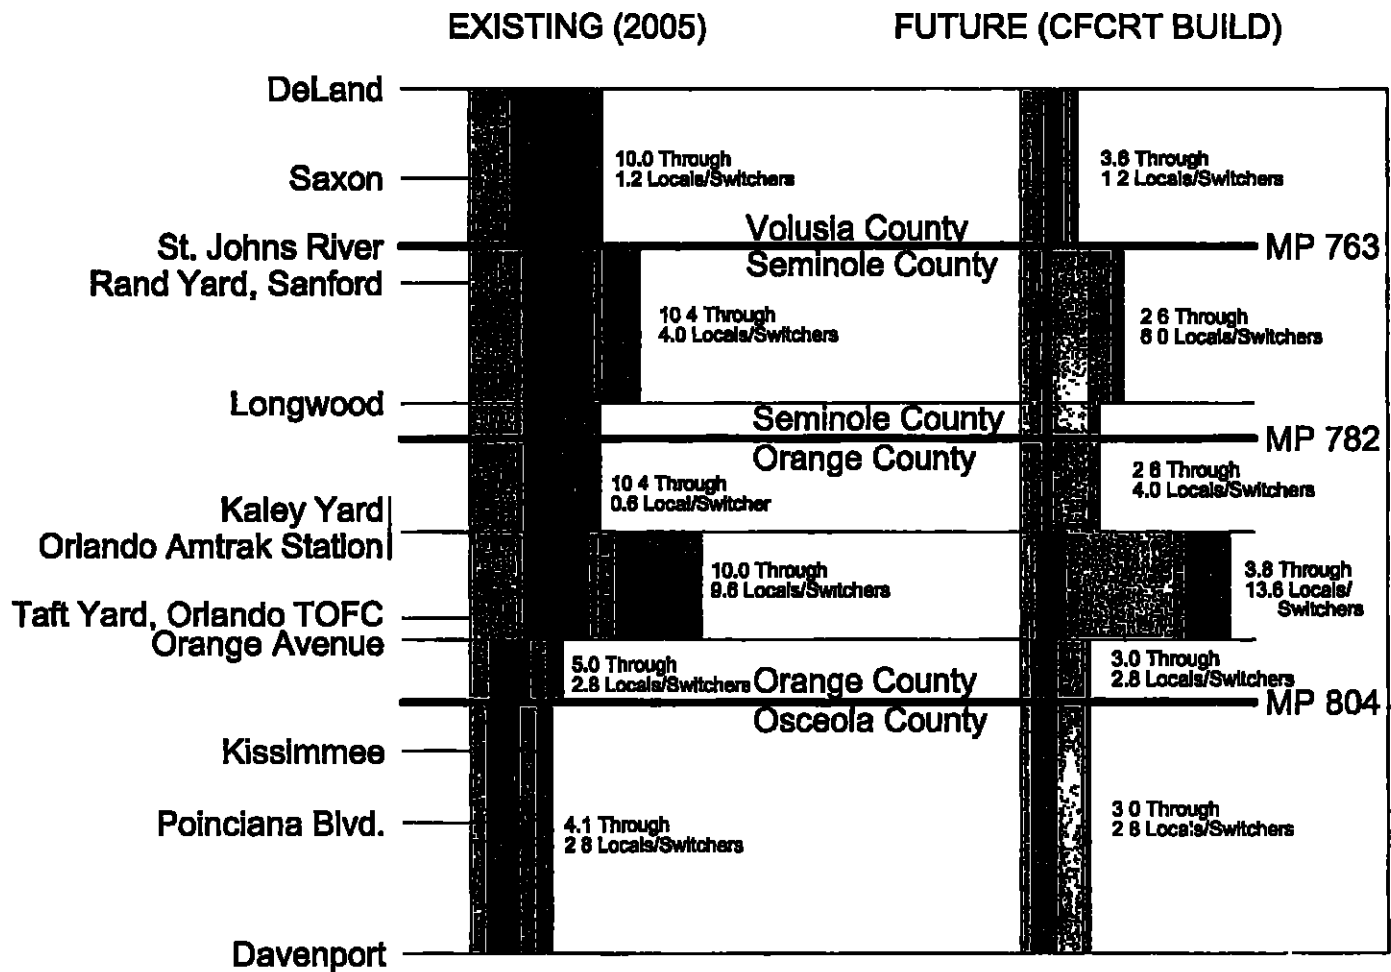 EXISTING (2005)
FUTURE (CFCRT BUILD)
DeLand
10.0 Through
1.2 Locals/Switchers
3.6 Through
1 2 Locals/Switchers
Saxon
Volusia County
St. Johns River
MP 763
Seminole County
Rand Yard, Sanford
10 4 Through
4.0 Locals/Switchers
2 6 Through
6 0 Locals/Switchers
Longwood
Seminole County
MP 782
Orange County
10 4 Through
0.6 Local/Switcher
2 6 Through
4.0 Locals/Switchers
Kaley Yard
Orlando Amtrak Station
10.0 Through
9.6 Locals/Switchers
3.6 Through
13.6 Locals/
Switchers
Taft Yard, Orlando TOFC
Orange Avenue
5.0 Through
2.8 Locals/Switchers
3.0 Through
2.8 Locals/Switchers
Orange County
MP 804
Osceola County
Kissimmee
Poinciana Blvd.
4.1 Through
2 8 Locals/Switchers
3 0 Through
2 8 Locals/Switchers
Davenport